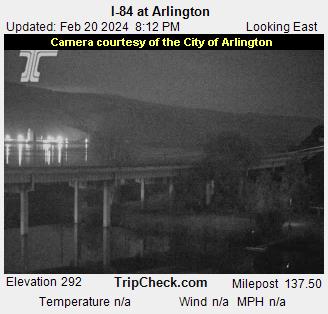 I-84 at Arlington
Updated: Feb 20 2024 8:12 PM Looking East
Camera courtesy of the City of Arlington
Elevation 292 TripCheck.com Milepost 137.50
Temperature n/a Wind n/a MPH n/a